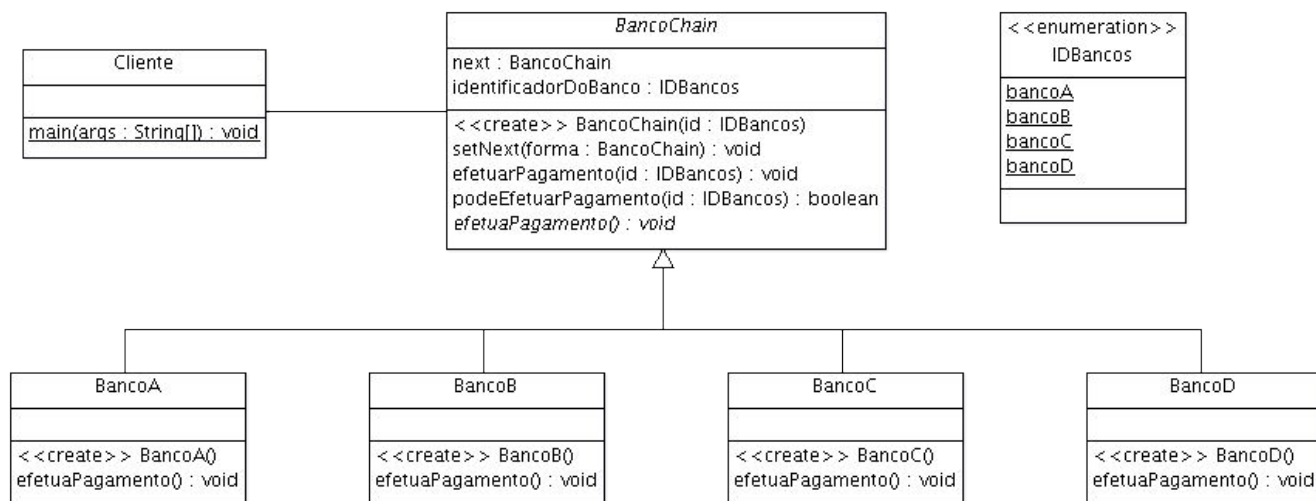 Cliente
main(args : String[]) : void
BancoChain
next : BancoChain
identificadorDoBanco : IDBancos
<<create>> BancoChain(id : IDBancos)
setNext(forma : BancoChain) : void
efetuarPagamento(id : IDBancos) : void
podeEfetuarPagamento(id : IDBancos) : boolean
efetuaPagamento() : void
<<enumeration>>
IDBancos
bancoA
bancoB
bancoC
bancoD
BancoA
<<create>> BancoA()
efetuaPagamento() : void
BancoB
<<create>> BancoB()
efetuaPagamento() : void
BancoC
<<create>> BancoC()
efetuaPagamento() : void
BancoD
<<create>> BancoD()
efetuaPagamento() : void